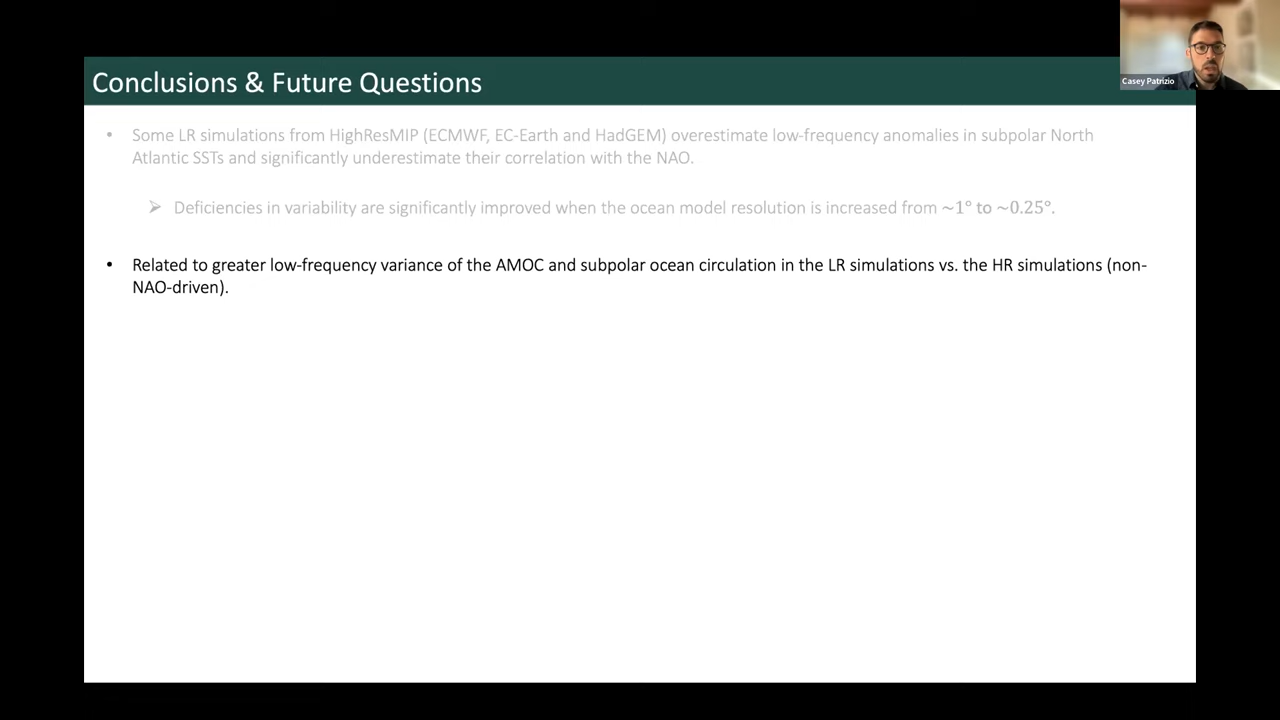 Conclusions & Future Questions
Casey Patrizio
• Some LR simulations from HighResMIP (ECMWF, EC-Earth and HadGEM) overestimate low-frequency anomalies in subpolar North
Atlantic SSTs and significantly underestimate their correlation with the NAO.
➢ Deficiencies in variability are significantly improved when the ocean model resolution is increased from ~1° to ~0.25°.
• Related to greater low-frequency variance of the AMOC and subpolar ocean circulation in the LR simulations vs. the HR simulations (non-
NAO-driven).